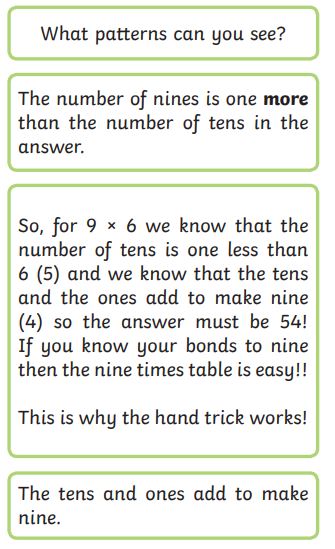 What patterns can you see?
The number of nines is one more
than the number of tens in the
answer.
So, for 9 × 6 we know that the
number of tens is one less than
6 (5) and we know that the tens
and the ones add to make nine
(4) so the answer must be 54!
If you know your bonds to nine
then the nine times table is easy!!
This is why the hand trick works!
The tens and ones add to make
nine.